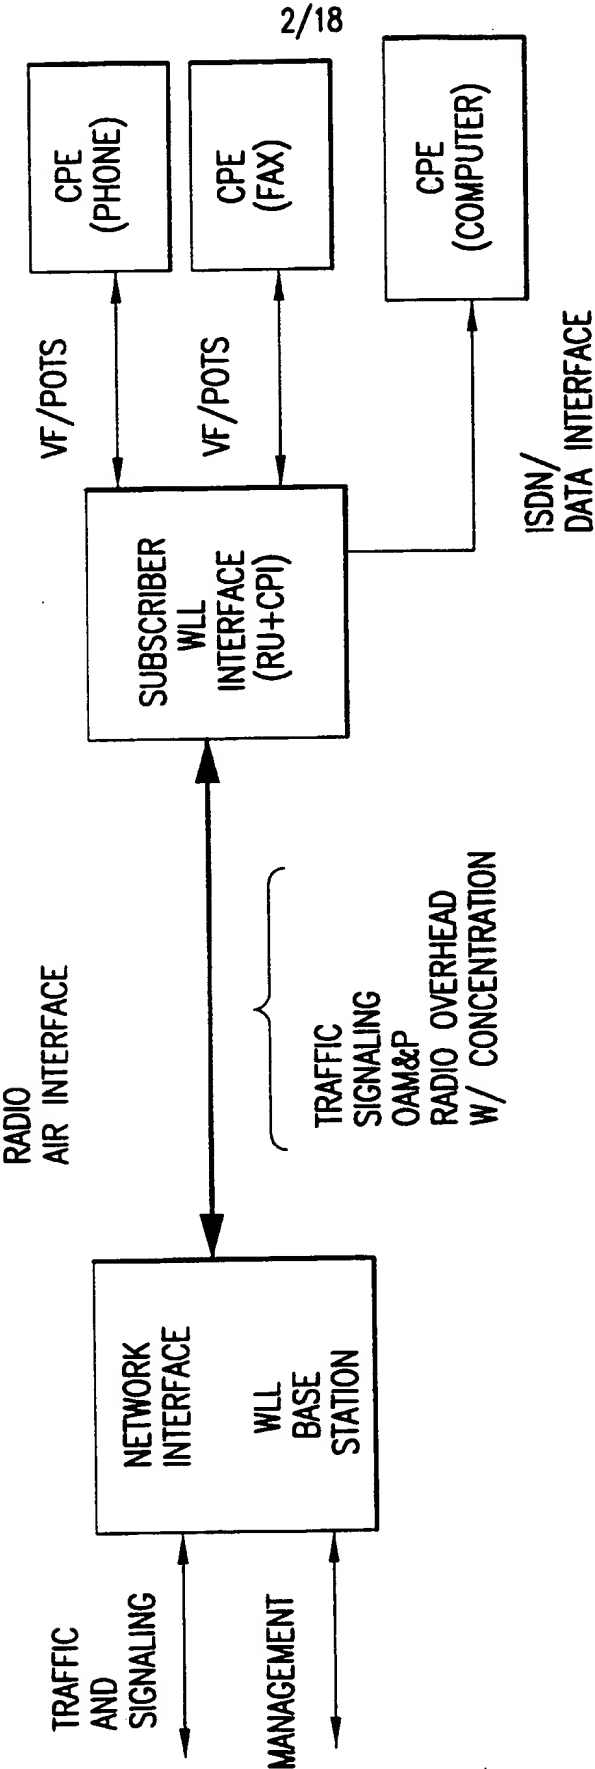 2/18
TRAFFIC
AND
SIGNALING
MANAGEMENT
NETWORK
INTERFACE
WLL
BASE
STATION
RADIO
AIR INTERFACE
TRAFFIC
SIGNALING
OAM&P
RADIO OVERHEAD
W/ CONCENTRATION
SUBSCRIBER
WLL
INTERFACE
(RU+CPI)
VF/POTS
VF/POTS
ISDN/
DATA INTERFACE
CPE
(PHONE)
CPE
(FAX)
CPE
(COMPUTER)